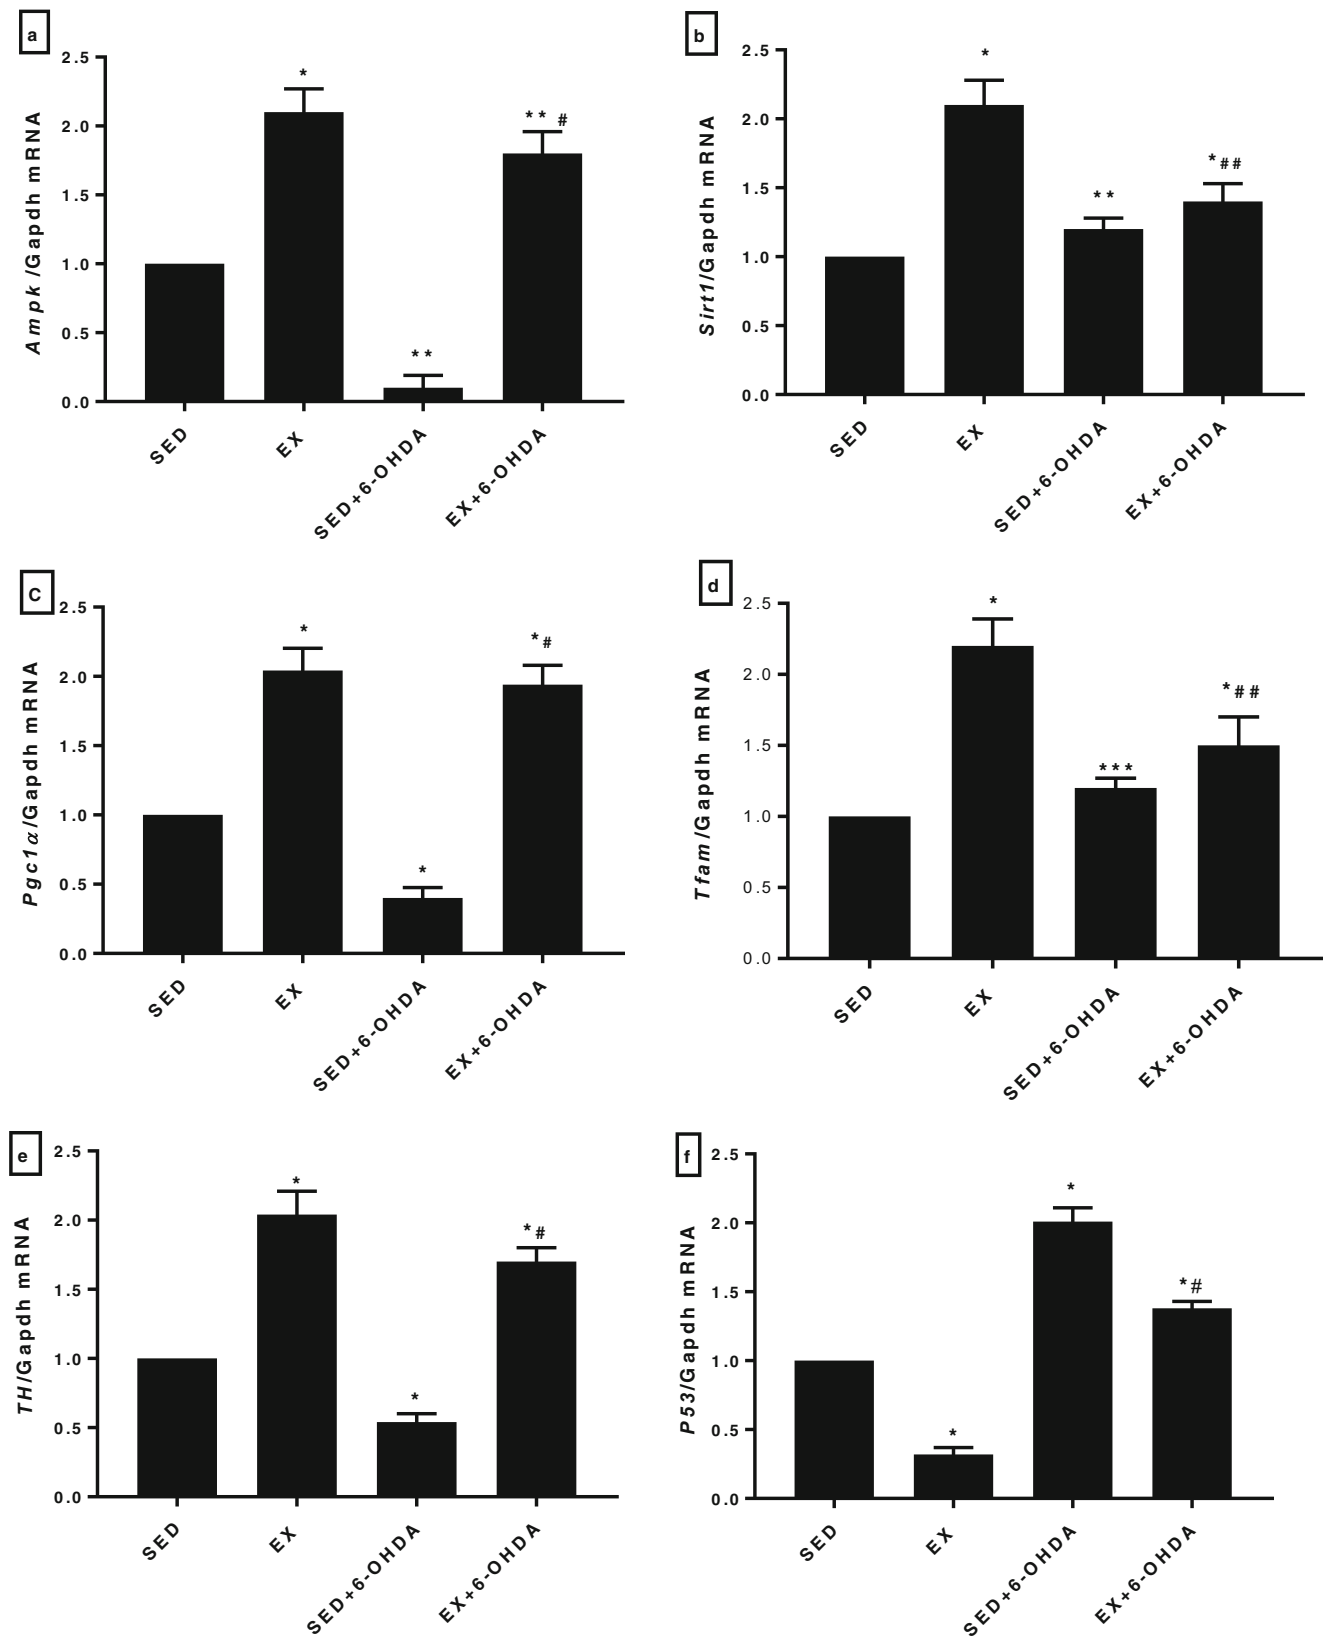 a
2.5
2.0
1.5
1.0
0.5
0.0
Ampk /Gapdh mRNA
*
**
** #
SED
EX
SED+6-OHDA
EX+6-OHDA
b
2.5
2.0
1.5
1.0
0.5
0.0
Sirt1/Gapdh mRNA
*
**
*##
SED
EX
SED+6-OHDA
EX+6-OHDA
C
2.5
2.0
1.5
1.0
0.5
0.0
Pgc1α/Gapdh mRNA
*
*
*#
SED
EX
SED+6-OHDA
EX+6-OHDA
d
2.5
2.0
1.5
1.0
0.5
0.0
Tfam/Gapdh mRNA
*
***
*##
SED
EX
SED+6-OHDA
EX+6-OHDA
e
2.5
2.0
1.5
1.0
0.5
0.0
TH/Gapdh mRNA
*
*
*#
SED
EX
SED+6-OHDA
EX+6-OHDA
f
2.5
2.0
1.5
1.0
0.5
0.0
P53/Gapdh mRNA
*
*
*#
SED
EX
SED+6-OHDA
EX+6-OHDA